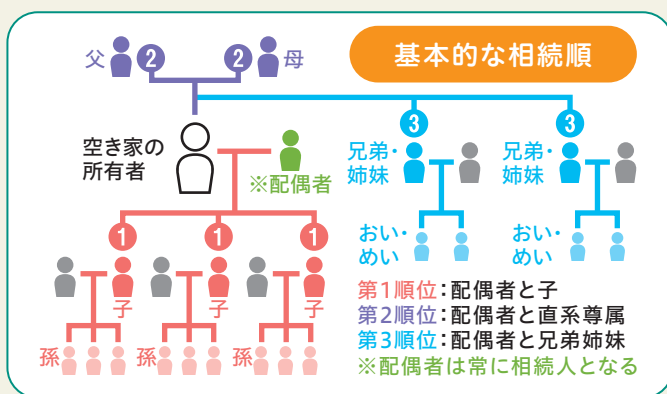 基本的な相続順
父 2 2 母
3 3
空き家の
所有者
※配偶者
兄弟・
姉妹
兄弟・
姉妹
おい・
めい
おい・
めい
1 1 1
子 子 子
孫 孫 孫
第1順位：配偶者と子
第2順位：配偶者と直系尊属
第3順位：配偶者と兄弟姉妹
※配偶者は常に相続人となる